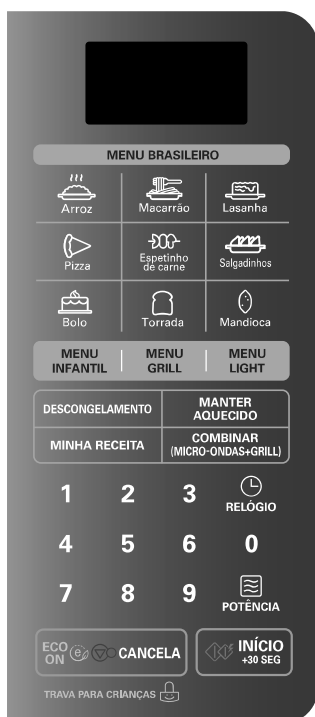 MENU BRASILEIRO
Arroz
Macarrão
Lasanha
Pizza
Espetinho
de carne
Salgadinhos
Bolo
Torrada
Mandioca
MENU
INFANTIL
MENU
GRILL
MENU
LIGHT
DESCONGELAMENTO
MANTER
AQUECIDO
MINHA RECEITA
COMBINAR
(MICRO-ONDAS+GRILL)
1 2 3
RELÓGIO
4 5 6 0
7 8 9
POTÊNCIA
ECO
ON
e
CANCELA
INÍCIO
+30 SEG
TRAVA PARA CRIANÇAS